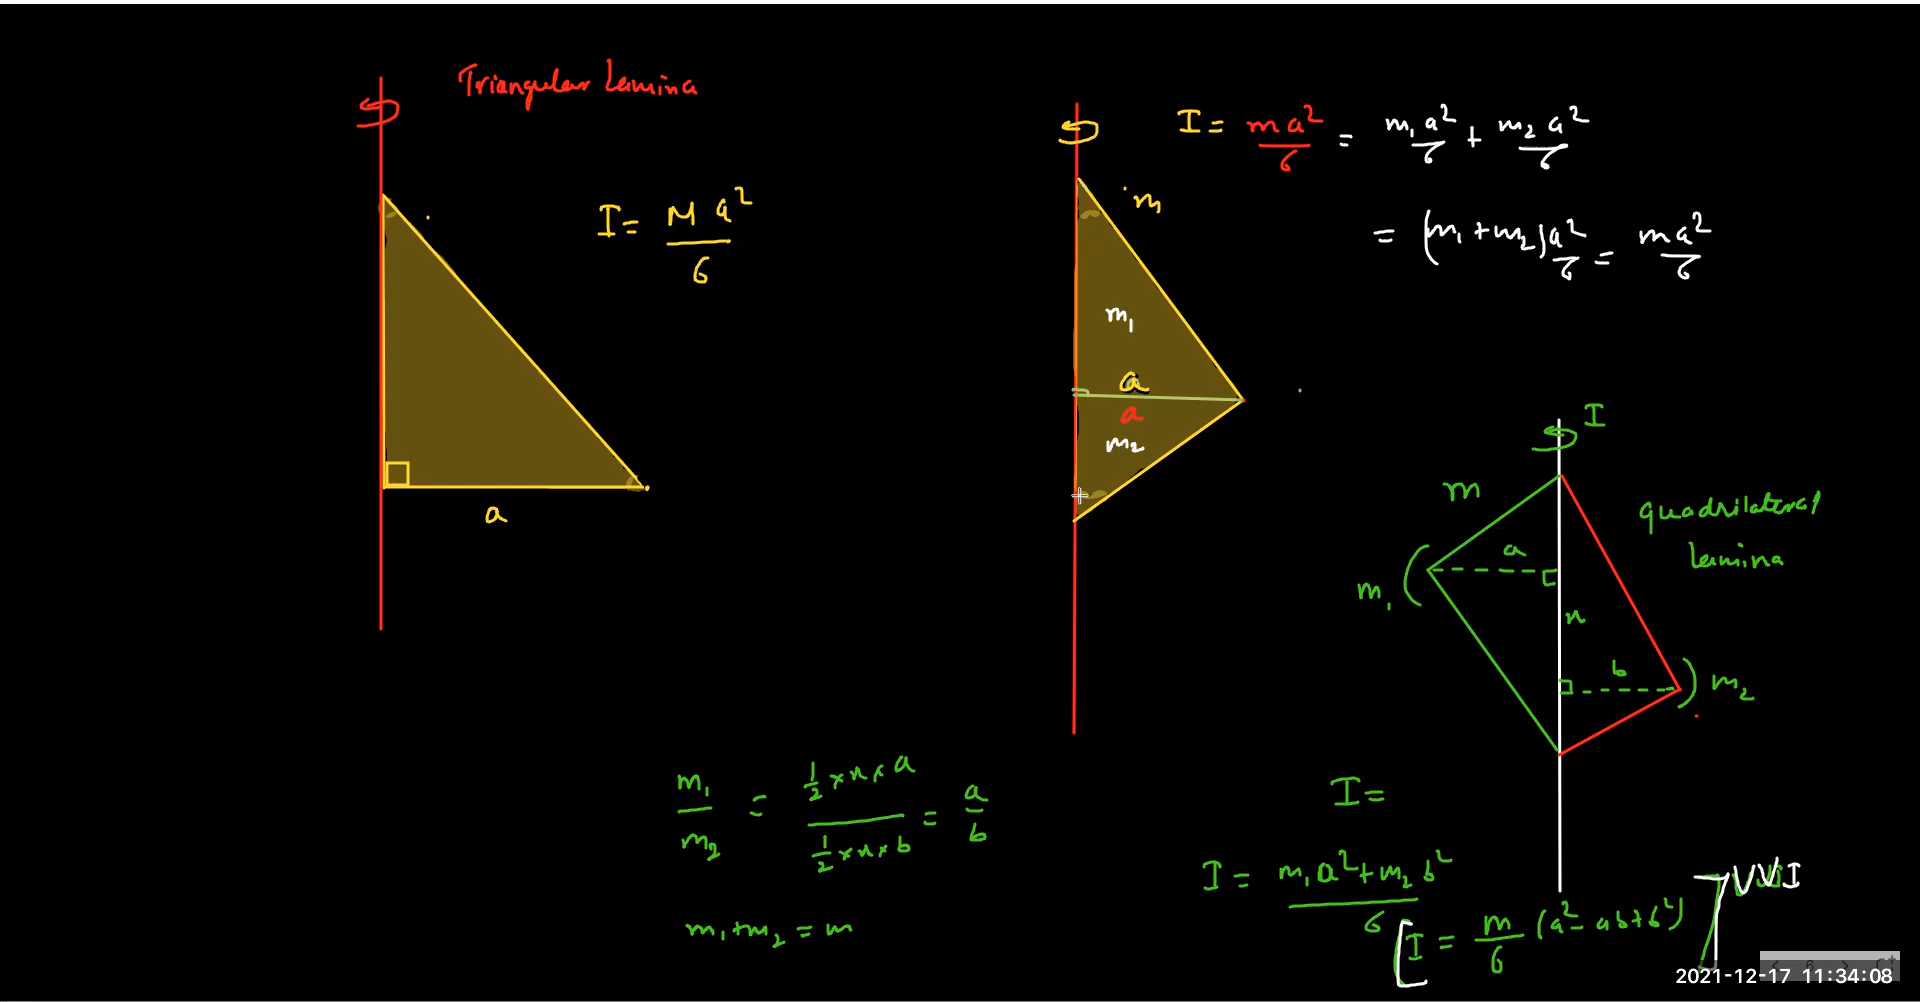 Triangular Lamina
I = M a²/6
a
I = ma²/6 = m₁a²/6 + m₂a²/6
= (m₁ + m₂)a²/6 = ma²/6
m
m₁
a
a
m₂
I
m
quadrilateral
lamina
a
m₁
x
b
m₂
m₁/m₂ = ½ × x × a / ½ × x × b = a/b
m₁ + m₂ = m
I =
I = m₁a² + m₂b²/6
[I = m/6 (a² - ab + b²)] VVI
2021-12-17 11:34:08